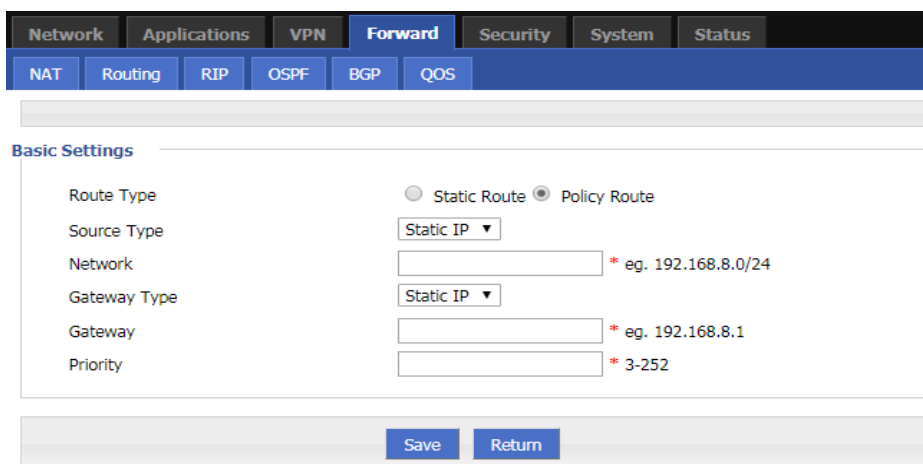 Network Applications VPN Forward Security System Status
NAT Routing RIP OSPF BGP QOS
Basic Settings
Route Type Static Route Policy Route
Source Type Static IP
Network * eg. 192.168.8.0/24
Gateway Type Static IP
Gateway * eg. 192.168.8.1
Priority * 3-252
Save Return